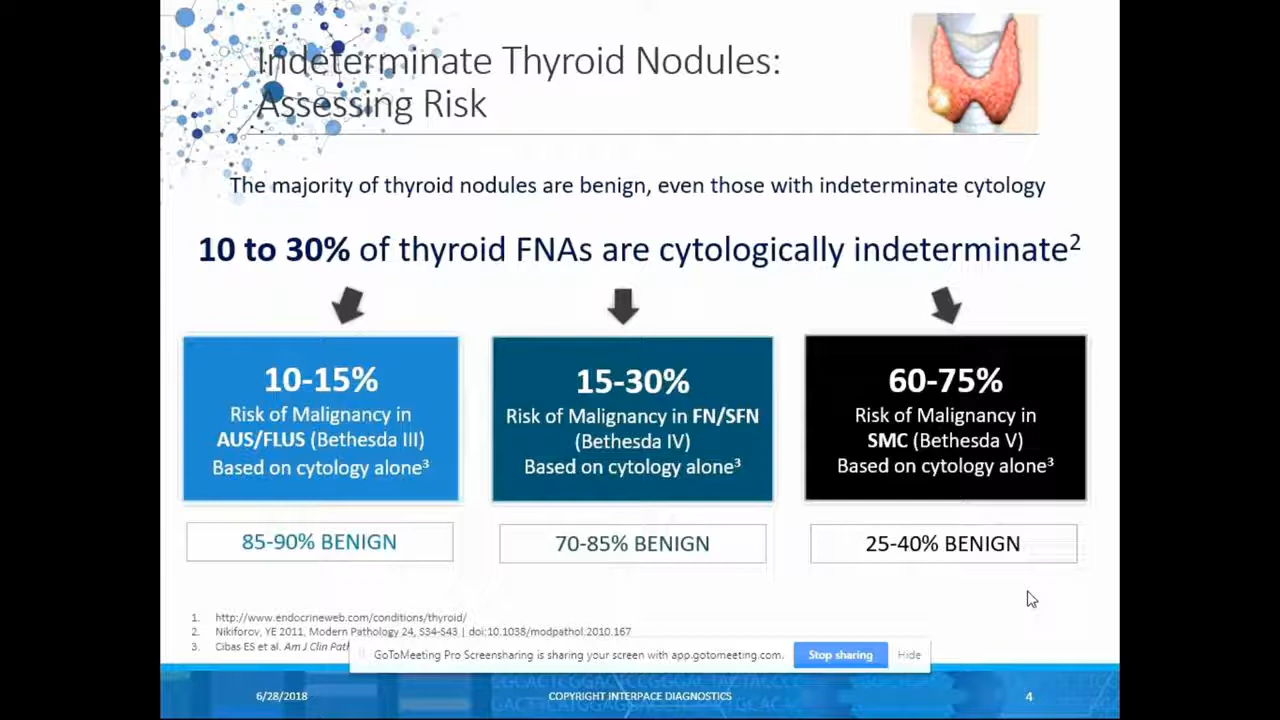 Indeterminate Thyroid Nodules:
Assessing Risk
The majority of thyroid nodules are benign, even those with indeterminate cytology
10 to 30% of thyroid FNAs are cytologically indeterminate²
10-15%
Risk of Malignancy in
AUS/FLUS (Bethesda III)
Based on cytology alone³
85-90% BENIGN
15-30%
Risk of Malignancy in FN/SFN
(Bethesda IV)
Based on cytology alone³
70-85% BENIGN
60-75%
Risk of Malignancy in
SMC (Bethesda V)
Based on cytology alone³
25-40% BENIGN
1. http://www.endocrineweb.com/conditions/thyroid/
2. Nikiforov, YE 2011, Modern Pathology 24, S34-S43 | doi:10.1038/modpathol.2010.167
3. Cibas ES et al. Am J Clin Path
GoToMeeting Pro Screensharing is sharing your screen with app.gotomeeting.com. Stop sharing Hide
6/28/2018 COPYRIGHT INTERPACE DIAGNOSTICS 4